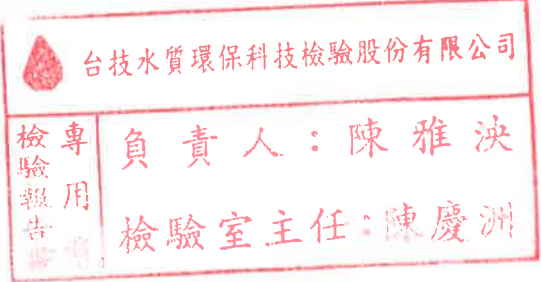 台技水質環保科技檢驗股份有限公司
檢驗報告
專用
負責人：陳雅泱
檢驗室主任：陳慶洲